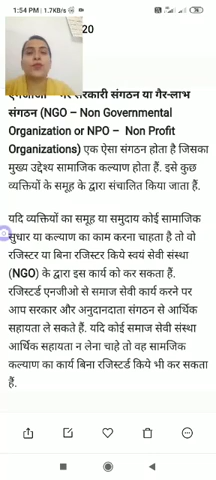 1:54 PM | 1.7KB/s
20
गैर सरकारी संगठन या गैर-लाभ
संगठन (NGO – Non Governmental
Organization or NPO – Non Profit
Organizations) एक ऐसा संगठन होता है जिसका
मुख्य उद्देश्य सामाजिक कल्याण होता हैं. इसे कुछ
व्यक्तियों के समूह के द्वारा संचालित किया जाता हैं.
यदि व्यक्तियों का समूह या समुदाय कोई सामाजिक
सुधार या कल्याण का काम करना चाहता है तो वो
रजिस्टर या बिना रजिस्टर किये स्वयं सेवी संस्था
(NGO) के द्वारा इस कार्य को कर सकता हैं.
रजिस्टर्ड एनजीओ से समाज सेवी कार्य करने पर
आप सरकार और अनुदानदाता संगठन से आर्थिक
सहायता ले सकते हैं. यदि कोई समाज सेवी संस्था
आर्थिक सहायता न लेना चाहे तो वह सामजिक
कल्याण का कार्य बिना रजिस्टर्ड किये भी कर सकता
हैं.